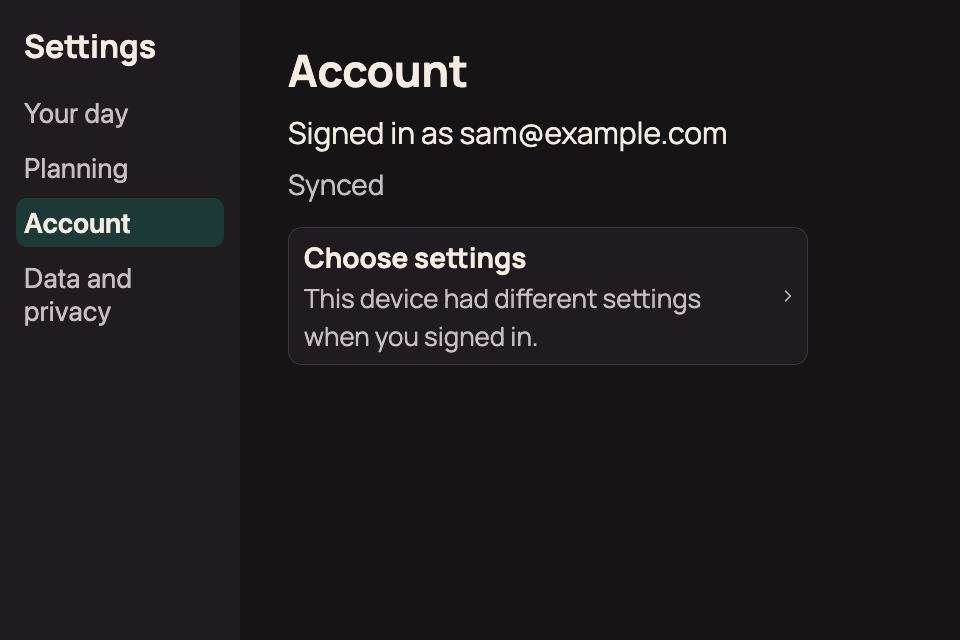 Settings
Your day
Planning
Account
Data and
privacy
Account
Signed in as sam@example.com
Synced
Choose settings
This device had different settings
when you signed in.